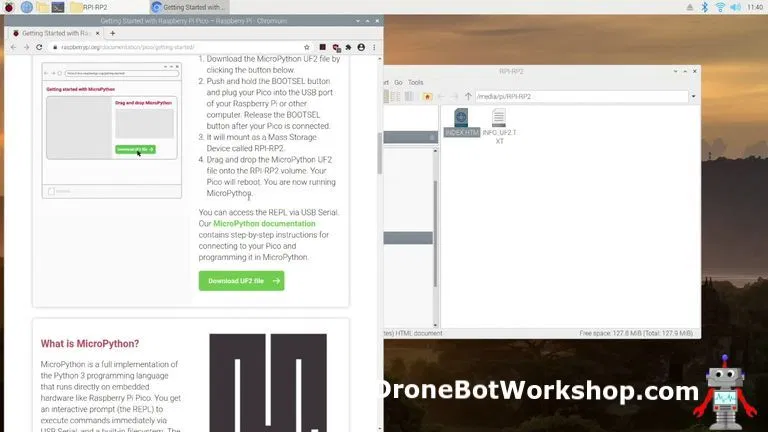 RPI-RP2
Getting Started with ...
11:40
Getting Started with Raspberry Pi Pico – Raspberry Pi - Chromium
Getting Started with Ras
raspberrypi.org/documentation/pico/getting-started/
Getting started with MicroPython
Drag and drop MicroPython
Download UF2 file
1. Download the MicroPython UF2 file by
clicking the button below.
2. Push and hold the BOOTSEL button
and plug your Pico into the USB port
of your Raspberry Pi or other
computer. Release the BOOTSEL
button after your Pico is connected.
3. It will mount as a Mass Storage
Device called RPI-RP2.
4. Drag and drop the MicroPython UF2
file onto the RPI-RP2 volume. Your
Pico will reboot. You are now running
MicroPython.
You can access the REPL via USB Serial.
Our MicroPython documentation
contains step-by-step instructions for
connecting to your Pico and
programming it in MicroPython.
Download UF2 file
What is MicroPython?
MicroPython is a full implementation of
the Python 3 programming language
that runs directly on embedded
hardware like Raspberry Pi Pico. You get
an interactive prompt (the REPL) to
execute commands immediately via
USB Serial, and a built-in filesystem. The
RPI-RP2
Go Tools
/media/pi/RPI-RP2
INDEX.HTM
INFO_UF2.T
XT
HTML document
Free space: 127.8 MiB (Total: 127.9 MiB)
DroneBotWorkshop.com